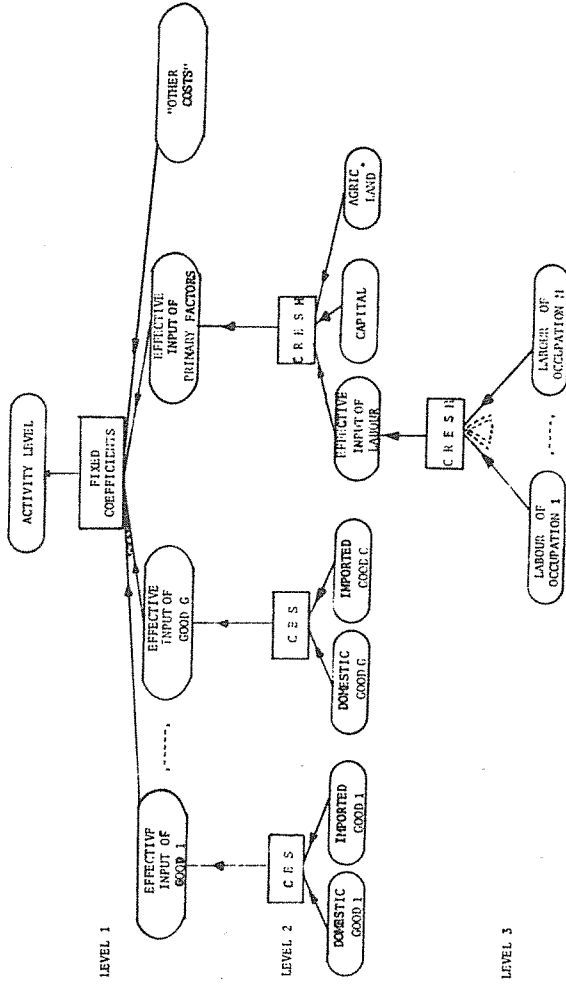 ACTIVITY LEVEL
FIXED
COEFFICIENTS
LEVEL 1
EFFECTIVE
INPUT OF
GOOD 1
,-----,
EFFECTIVE
INPUT OF
GOOD G
EFFECTIVE
INPUT OF
PRIMARY FACTORS
"OTHER
COSTS"
LEVEL 2
C E S
C E S
C R E S H
DOMESTIC
GOOD 1
IMPORTED
GOOD 1
DOMESTIC
GOOD G
IMPORTED
GOOD G
EFFECTIVE
INPUT OF
LABOUR
CAPITAL
AGRIC.
LAND
C R E S H
LEVEL 3
LABOUR OF
OCCUPATION 1
,-----,
LABOUR OF
OCCUPATION M